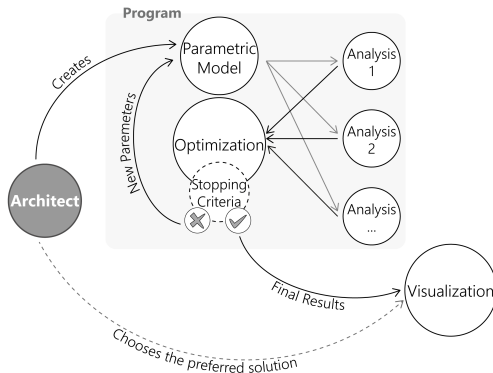 Program
Creates
Parametric
Model
Analysis
1
New Paremeters
Optimization
Analysis
2
Stopping
Criteria
Architect
Analysis
...
Final Results
Visualization
Chooses the preferred solution